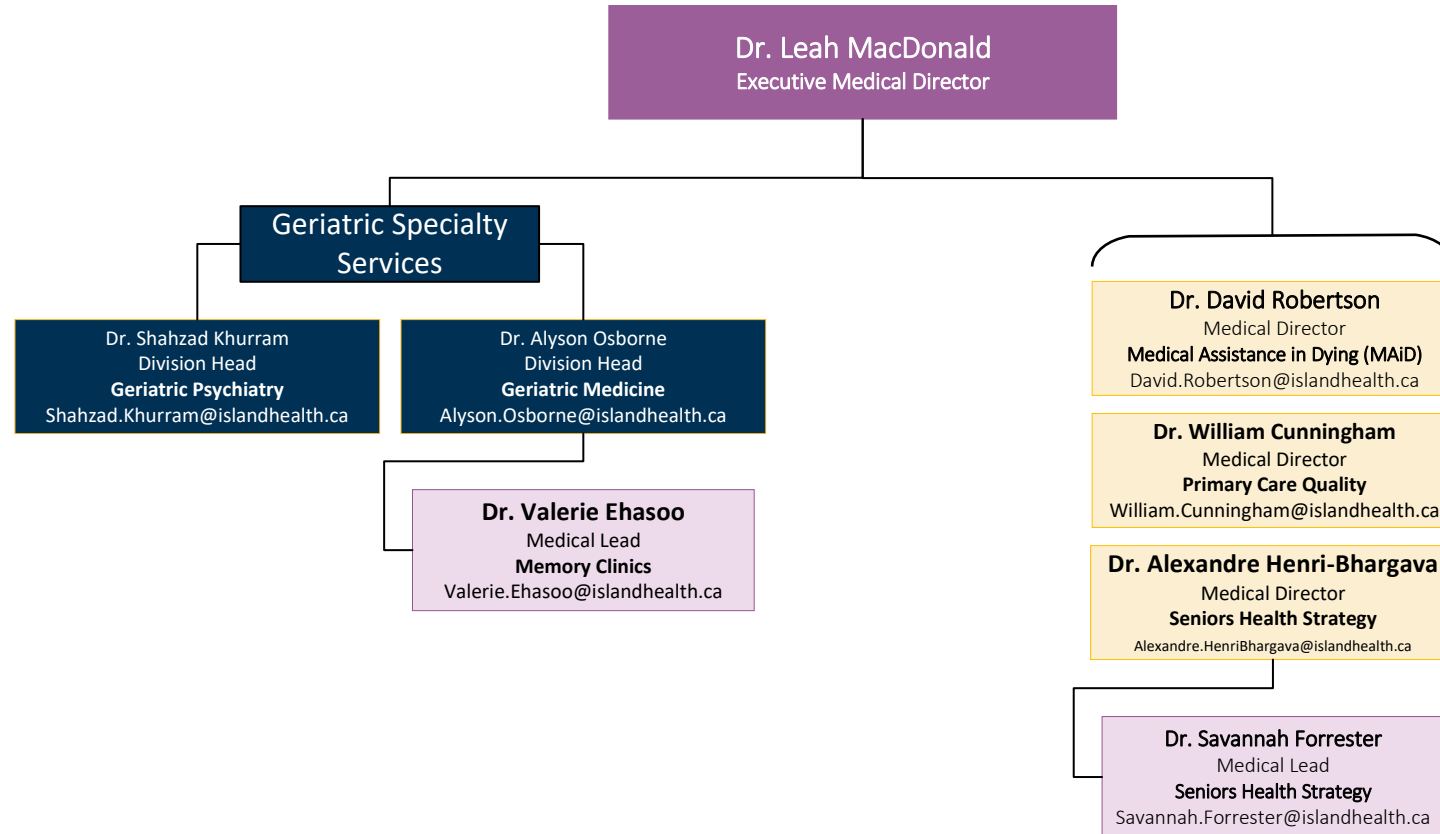 Dr. Leah MacDonald
Executive Medical Director
Geriatric Specialty
Services
Dr. Shahzad Khurram
Division Head
Geriatric Psychiatry
Shahzad.Khurram@islandhealth.ca
Dr. Alyson Osborne
Division Head
Geriatric Medicine
Alyson.Osborne@islandhealth.ca
Dr. Valerie Ehasoo
Medical Lead
Memory Clinics
Valerie.Ehasoo@islandhealth.ca
Dr. David Robertson
Medical Director
Medical Assistance in Dying (MAiD)
David.Robertson@islandhealth.ca
Dr. William Cunningham
Medical Director
Primary Care Quality
William.Cunningham@islandhealth.ca
Dr. Alexandre Henri-Bhargava
Medical Director
Seniors Health Strategy
Alexandre.HenriBhargava@islandhealth.ca
Dr. Savannah Forrester
Medical Lead
Seniors Health Strategy
Savannah.Forrester@islandhealth.ca